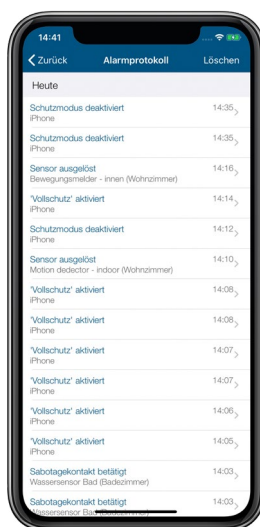 14:41
Zurück Alarmprotokoll Löschen
Heute
Schutzmodus deaktiviert 14:35
iPhone
Schutzmodus deaktiviert 14:35
iPhone
Sensor ausgelöst 14:16
Bewegungsmelder - innen (Wohnzimmer)
'Vollschutz' aktiviert 14:14
iPhone
Schutzmodus deaktiviert 14:12
iPhone
Sensor ausgelöst 14:10
Motion dedector - indoor (Wohnzimmer)
'Vollschutz' aktiviert 14:08
iPhone
'Vollschutz' aktiviert 14:08
iPhone
'Vollschutz' aktiviert 14:07
iPhone
'Vollschutz' aktiviert 14:07
iPhone
'Vollschutz' aktiviert 14:06
iPhone
'Vollschutz' aktiviert 14:05
iPhone
Sabotagekontakt betätigt 14:03
Wassersensor Bad (Badezimmer)
Sabotagekontakt betätigt 14:03
Wassersensor Bad (Badezimmer)